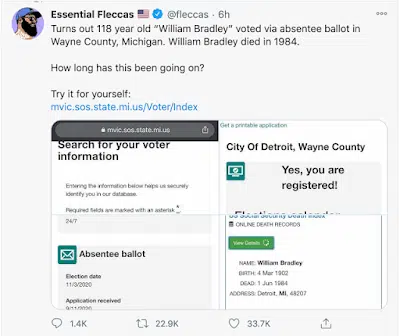 Essential Fleccas 🇺🇸 @fleccas · 6h
Turns out 118 year old “William Bradley” voted via absentee ballot in
Wayne County, Michigan. William Bradley died in 1984.
How long has this been going on?
Try it for yourself:
mvic.sos.state.mi.us/Voter/Index
mvic.sos.state.mi.us
Search for your voter
information
Entering the information below helps us securely
identify you in our database.
Required fields are marked with an asterisk *
24/7
Absentee ballot
Election date
11/3/2020
Application received
Get a printable application
City Of Detroit, Wayne County
Yes, you are
registered!
US Social Security Death Index
ONLINE DEATH RECORDS
View Details
NAME: William Bradley
BIRTH: 4 Mar 1902
DEAD: 1 Jun 1984
ADDRESS: Detroit, MI, 48207
1.4K
22.9K
33.7K